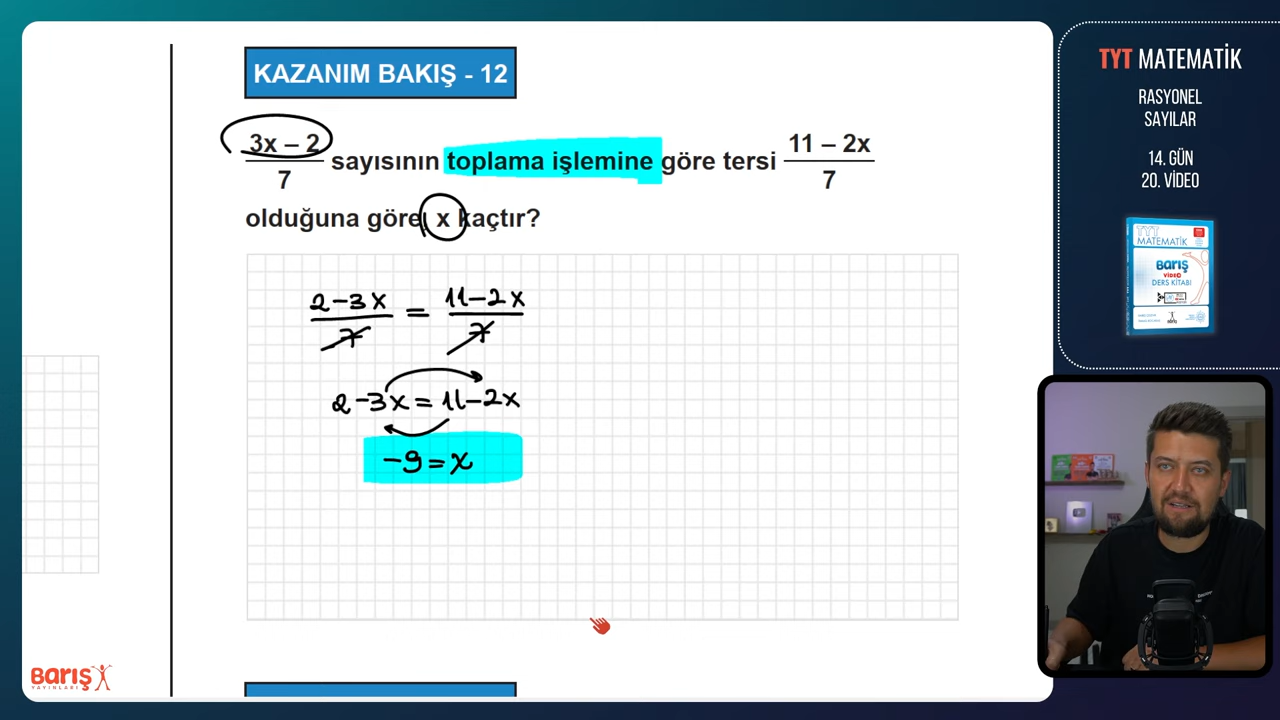 KAZANIM BAKIŞ - 12
3x – 2
7
sayısının toplama işlemine göre tersi
11 – 2x
7
olduğuna göre, x kaçtır?
2-3x = 11-2x
7 7
2-3x = 11-2x
-9 = x
TYT MATEMATİK
RASYONEL
SAYILAR
14. GÜN
20. VİDEO
TYT
MATEMATİK
Barış
VİDEO
DERS KİTABI
BARIŞ
YAYINLARI